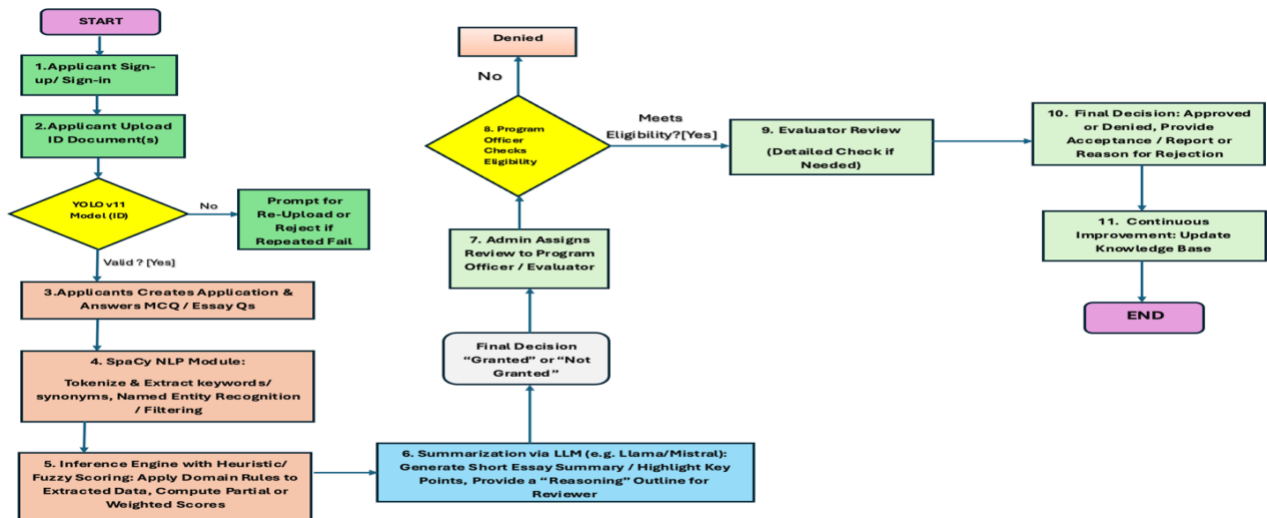 START
1.Applicant Sign-
up/ Sign-in
2.Applicant Upload
ID Document(s)
YOLO v11
Model (ID)
No
Prompt for
Re-Upload or
Reject if
Repeated Fail
Valid ? [Yes]
3.Applicants Creates Application &
Answers MCQ / Essay Qs
4. SpaCy NLP Module:
Tokenize & Extract keywords/
synonyms, Named Entity Recognition
/ Filtering
5. Inference Engine with Heuristic/
Fuzzy Scoring: Apply Domain Rules to
Extracted Data, Compute Partial or
Weighted Scores
6. Summarization via LLM (e.g. Llama/Mistral):
Generate Short Essay Summary / Highlight Key
Points, Provide a “Reasoning” Outline for
Reviewer
Final Decision
“Granted” or “Not
Granted”
7. Admin Assigns
Review to Program
Officer / Evaluator
8. Program
Officer
Checks
Eligibility
No
Denied
Meets
Eligibility?[Yes]
9. Evaluator Review
(Detailed Check if
Needed)
10. Final Decision: Approved
or Denied, Provide
Acceptance / Report or
Reason for Rejection
11. Continuous
Improvement: Update
Knowledge Base
END